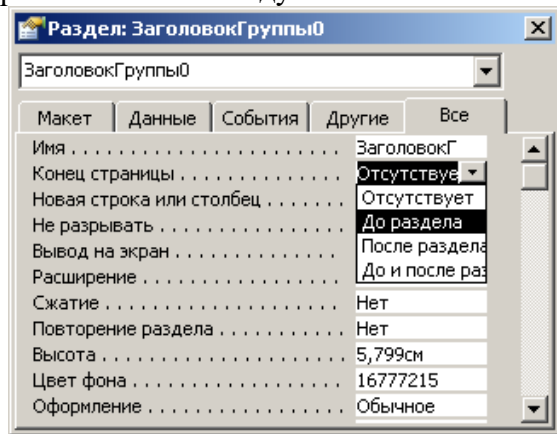 Раздел: ЗаголовокГруппы0
ЗаголовокГруппы0
Макет Данные События Другие Все
Имя . . . . . . . . . . . . . . . . . . . . . . . ЗаголовокГ
Конец страницы . . . . . . . . . . . . . Отсутствуе
Новая строка или столбец . . . . . . . Отсутствует
Не разрывать . . . . . . . . . . . . . . . До раздела
Вывод на экран . . . . . . . . . . . . . . После раздела
Расширение . . . . . . . . . . . . . . . . До и после раз
Сжатие . . . . . . . . . . . . . . . . . . . . Нет
Повторение раздела . . . . . . . . . . Нет
Высота . . . . . . . . . . . . . . . . . . . . 5,799см
Цвет фона . . . . . . . . . . . . . . . . . 16777215
Оформление . . . . . . . . . . . . . . . . Обычное